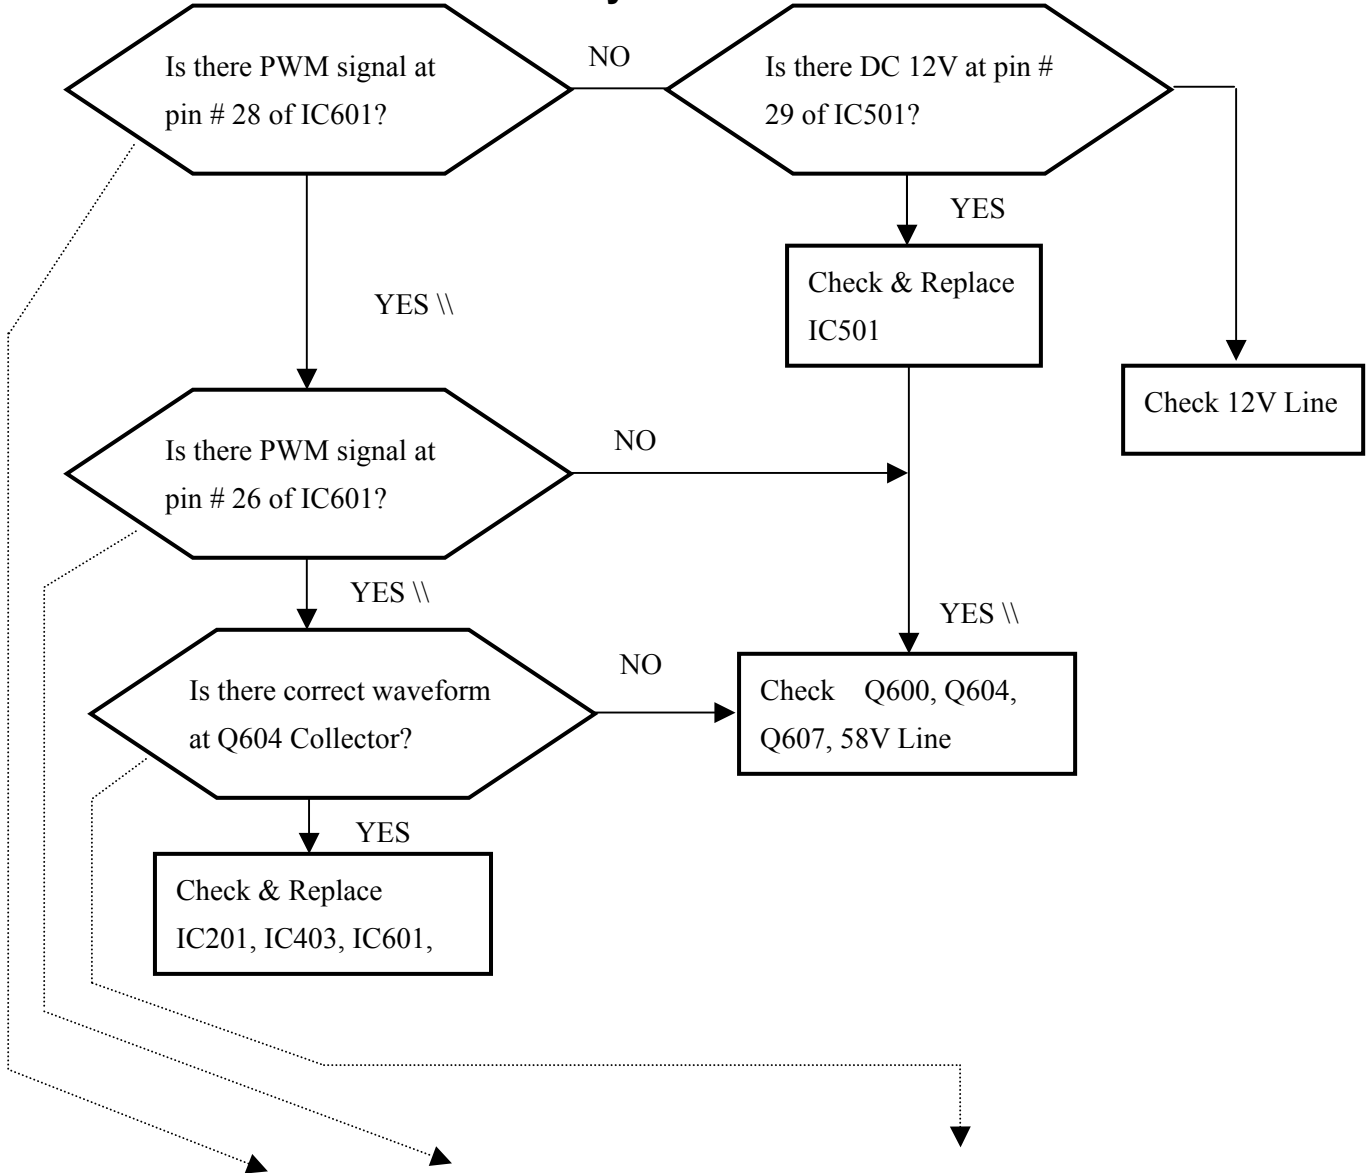 Is there PWM signal at
pin # 28 of IC601?
NO
Is there DC 12V at pin #
29 of IC501?
YES
Check & Replace
IC501
YES \\
Check 12V Line
Is there PWM signal at
pin # 26 of IC601?
NO
YES \\
YES \\
Is there correct waveform
at Q604 Collector?
NO
Check Q600, Q604,
Q607, 58V Line
YES
Check & Replace
IC201, IC403, IC601,